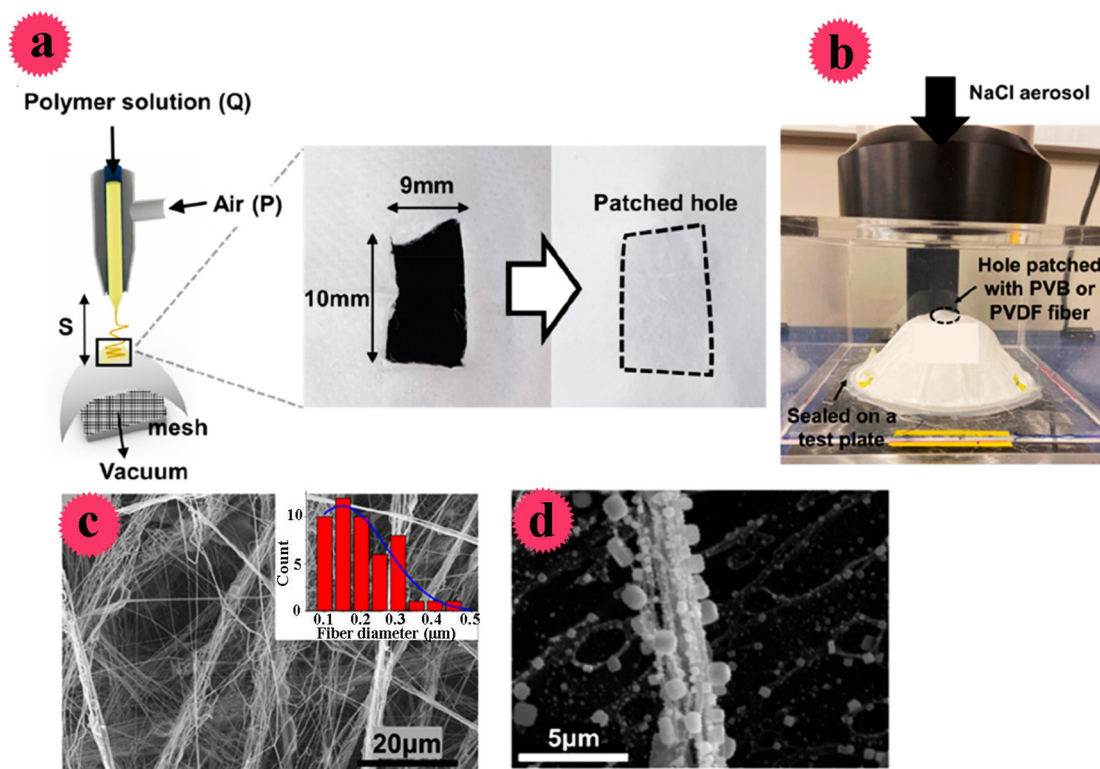 a
Polymer solution (Q)
Air (P)
S
mesh
Vacuum
9mm
10mm
Patched hole
b
NaCl aerosol
Hole patched
with PVB or
PVDF fiber
Sealed on a
test plate
c
10
5
0
Count
0.1 0.2 0.3 0.4 0.5
Fiber diameter (μm)
20μm
d
5μm